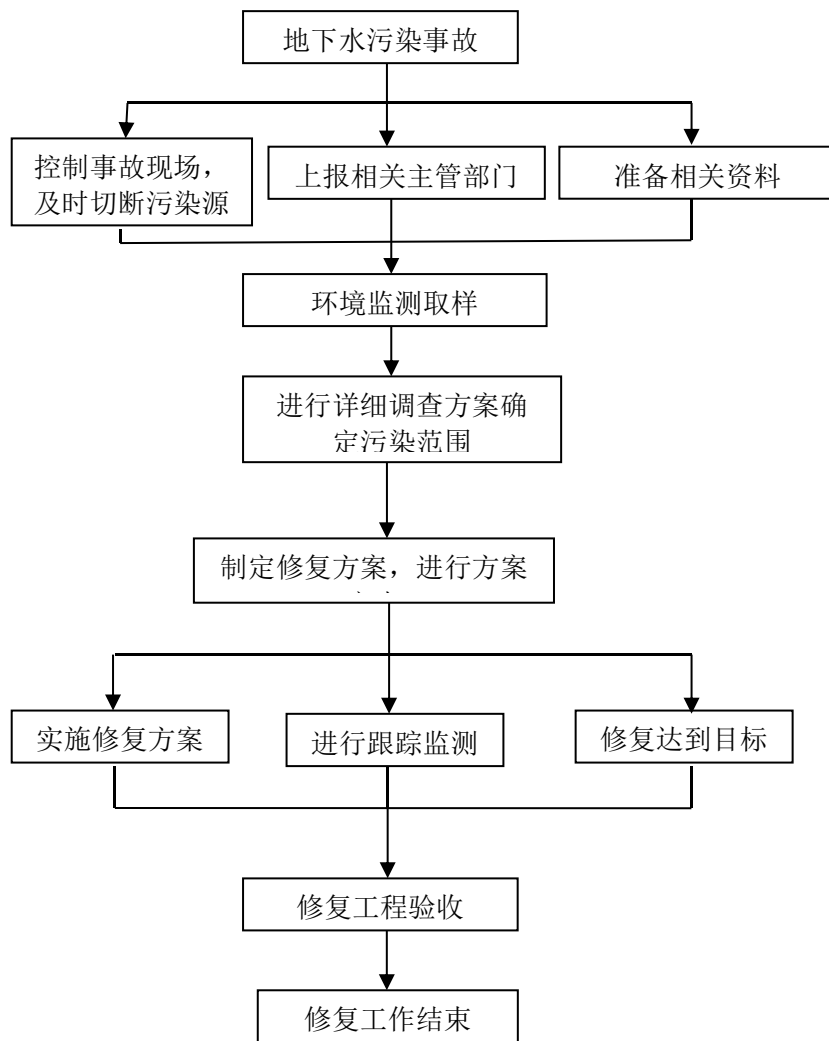 地下水污染事故
控制事故现场，
及时切断污染源
上报相关主管部门
准备相关资料
环境监测取样
进行详细调查方案确
定污染范围
制定修复方案，进行方案
实施修复方案
进行跟踪监测
修复达到目标
修复工程验收
修复工作结束